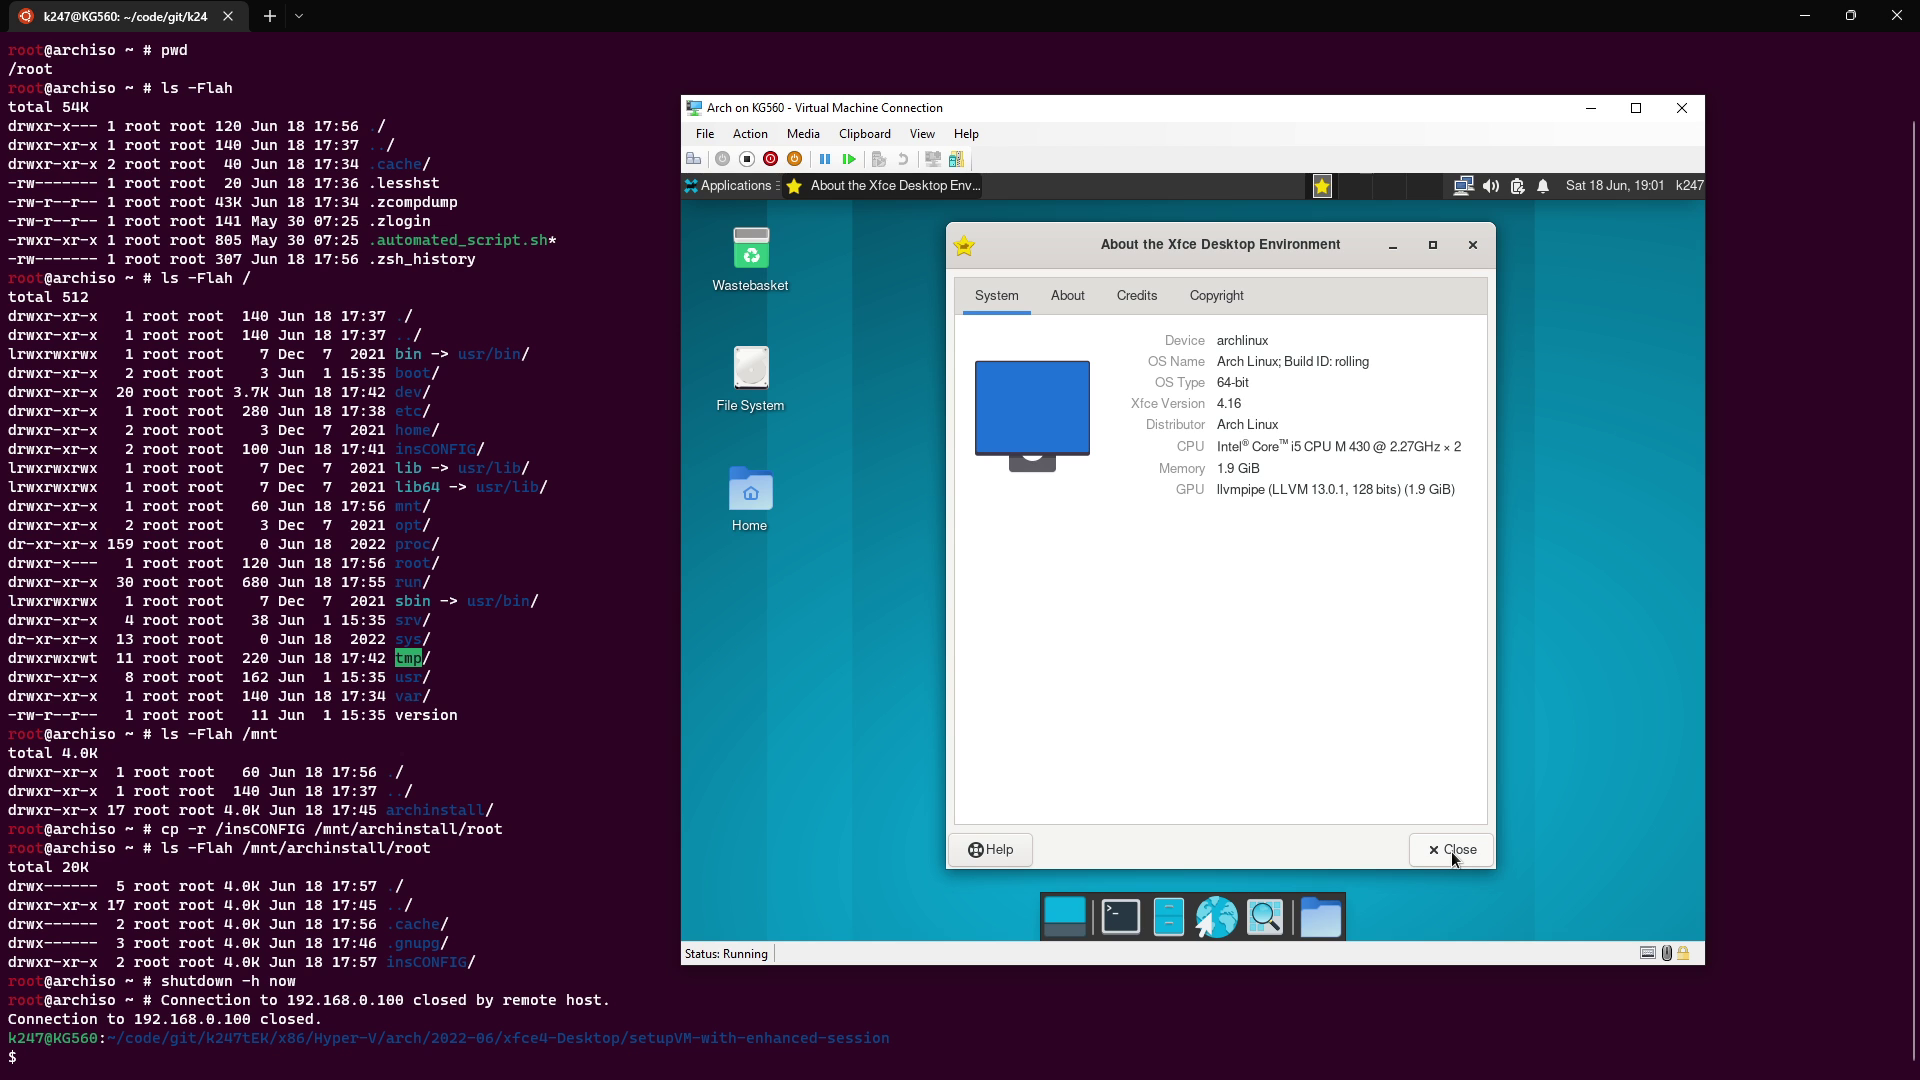 k247@KG560: ~/code/git/k24
root@archiso ~ # pwd
/root
root@archiso ~ # ls -Flah
total 54K
drwxr-x--- 1 root root 120 Jun 18 17:56 ./
drwxr-xr-x 1 root root 140 Jun 18 17:37 ../
drwxr-xr-x 2 root root  40 Jun 18 17:34 .cache/
-rw------- 1 root root  20 Jun 18 17:36 .lesshst
-rw-r--r-- 1 root root 43K Jun 18 17:34 .zcompdump
-rw-r--r-- 1 root root 141 May 30 07:25 .zlogin
-rwxr-xr-x 1 root root 805 May 30 07:25 .automated_script.sh*
-rw------- 1 root root 307 Jun 18 17:56 .zsh_history
root@archiso ~ # ls -Flah /
total 512
drwxr-xr-x   1 root root  140 Jun 18 17:37 ./
drwxr-xr-x   1 root root  140 Jun 18 17:37 ../
lrwxrwxrwx   1 root root    7 Dec  7  2021 bin -> usr/bin/
drwxr-xr-x   2 root root    3 Jun  1 15:35 boot/
drwxr-xr-x  20 root root 3.7K Jun 18 17:42 dev/
drwxr-xr-x   1 root root  280 Jun 18 17:38 etc/
drwxr-xr-x   2 root root    3 Dec  7  2021 home/
drwxr-xr-x   2 root root  100 Jun 18 17:41 insCONFIG/
lrwxrwxrwx   1 root root    7 Dec  7  2021 lib -> usr/lib/
lrwxrwxrwx   1 root root    7 Dec  7  2021 lib64 -> usr/lib/
drwxr-xr-x   1 root root   60 Jun 18 17:56 mnt/
drwxr-xr-x   2 root root    3 Dec  7  2021 opt/
dr-xr-xr-x 159 root root    0 Jun 18  2022 proc/
drwxr-x---   1 root root  120 Jun 18 17:56 root/
drwxr-xr-x  30 root root  680 Jun 18 17:55 run/
lrwxrwxrwx   1 root root    7 Dec  7  2021 sbin -> usr/bin/
drwxr-xr-x   4 root root   38 Jun  1 15:35 srv/
dr-xr-xr-x  13 root root    0 Jun 18  2022 sys/
drwxrwxrwt  11 root root  220 Jun 18 17:42 tmp/
drwxr-xr-x   8 root root  162 Jun  1 15:35 usr/
drwxr-xr-x   1 root root  140 Jun 18 17:34 var/
-rw-r--r--   1 root root   11 Jun  1 15:35 version
root@archiso ~ # ls -Flah /mnt
total 4.0K
drwxr-xr-x  1 root root   60 Jun 18 17:56 ./
drwxr-xr-x  1 root root  140 Jun 18 17:37 ../
drwxr-xr-x 17 root root 4.0K Jun 18 17:45 archinstall/
root@archiso ~ # cp -r /insCONFIG /mnt/archinstall/root
root@archiso ~ # ls -Flah /mnt/archinstall/root
total 20K
drwx------  5 root root 4.0K Jun 18 17:57 ./
drwxr-xr-x 17 root root 4.0K Jun 18 17:45 ../
drwx------  2 root root 4.0K Jun 18 17:56 .cache/
drwx------  3 root root 4.0K Jun 18 17:46 .gnupg/
drwxr-xr-x  2 root root 4.0K Jun 18 17:57 insCONFIG/
root@archiso ~ # shutdown -h now
root@archiso ~ # Connection to 192.168.0.100 closed by remote host.
Connection to 192.168.0.100 closed.
k247@KG560:~/code/git/k247tEK/x86/Hyper-V/arch/2022-06/xfce4-Desktop/setupVM-with-enhanced-session
$
Arch on KG560 - Virtual Machine Connection
File Action Media Clipboard View Help
Applications About the Xfce Desktop Env... Sat 18 Jun, 19:01 k247
Wastebasket
File System
Home
About the Xfce Desktop Environment
System About Credits Copyright
Device archlinux
OS Name Arch Linux; Build ID: rolling
OS Type 64-bit
Xfce Version 4.16
Distributor Arch Linux
CPU Intel® Core™ i5 CPU M 430 @ 2.27GHz × 2
Memory 1.9 GiB
GPU llvmpipe (LLVM 13.0.1, 128 bits) (1.9 GiB)
Help Close
Status: Running